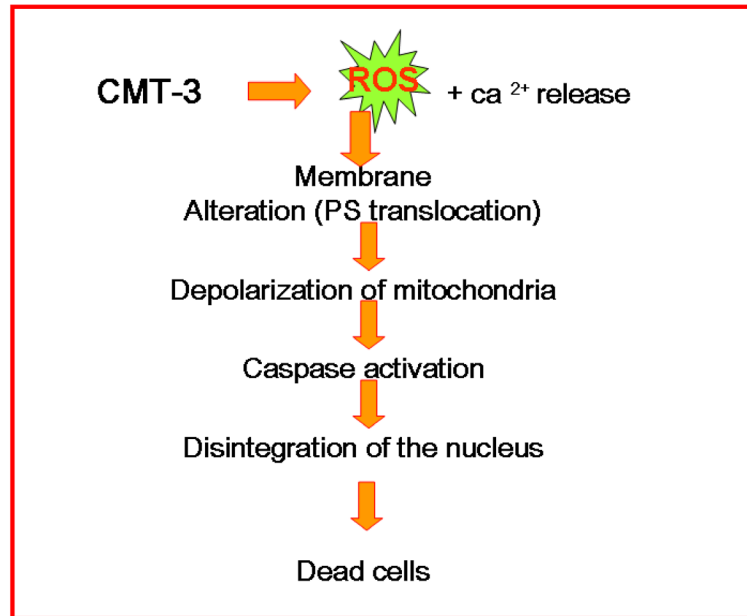 CMT-3 ROS + ca ²⁺ release
Membrane
Alteration (PS translocation)
Depolarization of mitochondria
Caspase activation
Disintegration of the nucleus
Dead cells